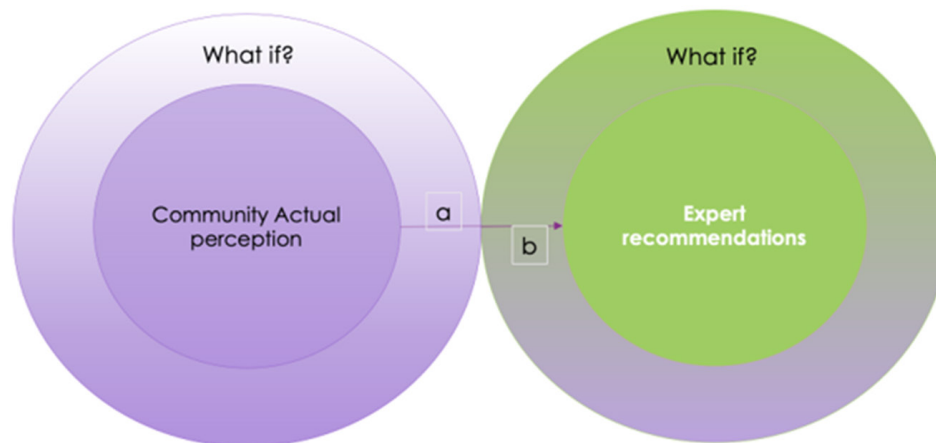 What if?
What if?
Community Actual
perception
a
b
Expert
recommendations